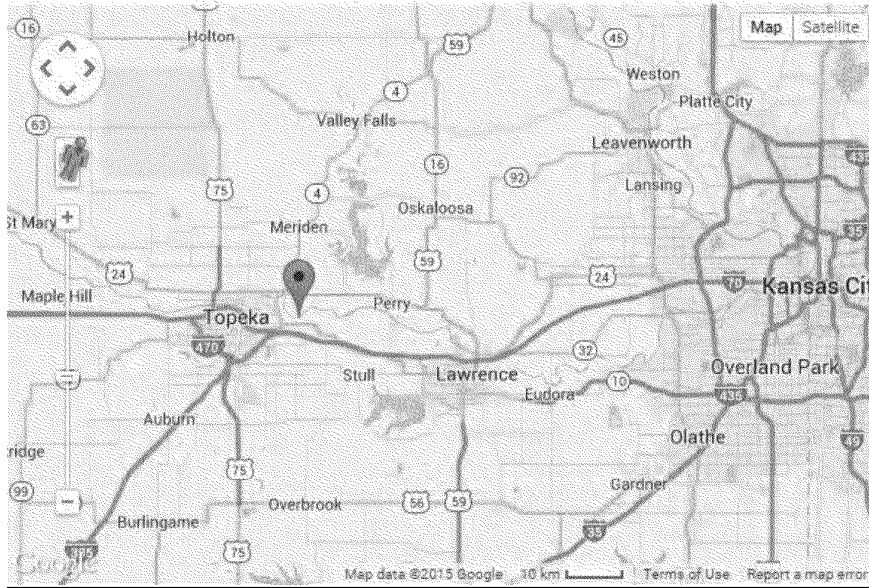 16
Holton
59
45
Map Satellite
Weston
4
Platte City
63
Valley Falls
Leavenworth
435
16
92
75
4
Lansing
Oskaloosa
St Mary
Meriden
35
59
24
24
70
Kansas City
Maple Hill
Perry
Topeka
470
32
Stull
Lawrence
Overland Park
10
435
Eudora
Auburn
Olathe
49
ridge
75
Gardner
99
Overbrook
56
59
Burlingame
35
335
75
Google
Map data ©2015 Google 10 km Terms of Use Report a map error